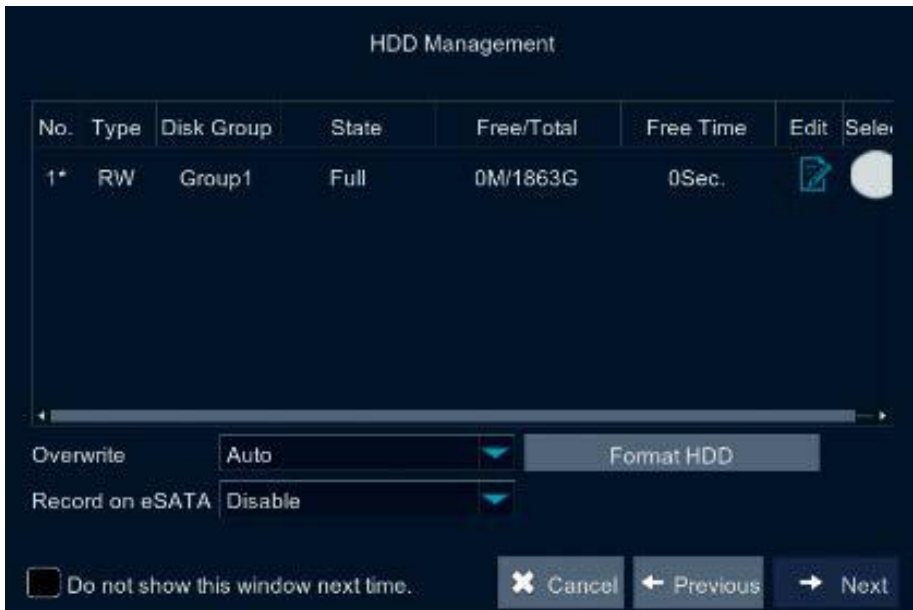 HDD Management
No. Type Disk Group State Free/Total Free Time Edit Selec
1* RW Group1 Full 0M/1863G 0Sec.
Overwrite Auto Format HDD
Record on eSATA Disable
Do not show this window next time. Cancel Previous Next